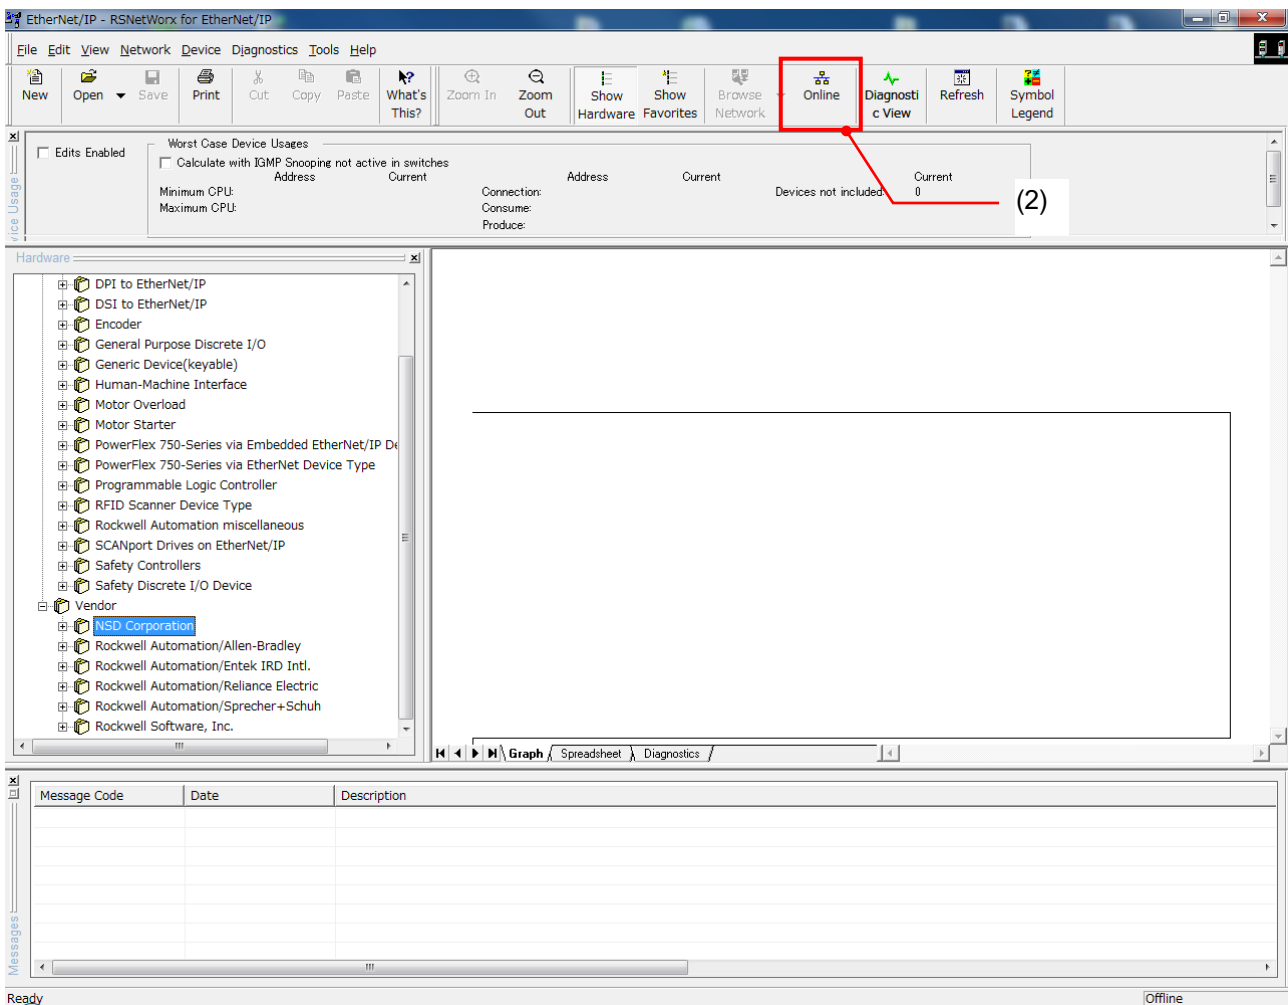 EtherNet/IP - RSNetWorx for EtherNet/IP
File Edit View Network Device Diagnostics Tools Help
New Open Save Print Cut Copy Paste What's This? Zoom In Zoom Out Show Hardware Show Favorites Browse Network Online Diagnosti c View Refresh Symbol Legend
Edits Enabled
Worst Case Device Usages
Calculate with IGMP Snooping not active in switches
Address Current Address Current Current
Minimum CPU: Connection: Devices not included: 0
Maximum CPU: Consume:
Produce:
(2)
vice Usage
Hardware
DPI to EtherNet/IP
DSI to EtherNet/IP
Encoder
General Purpose Discrete I/O
Generic Device(keyable)
Human-Machine Interface
Motor Overload
Motor Starter
PowerFlex 750-Series via Embedded EtherNet/IP De
PowerFlex 750-Series via EtherNet Device Type
Programmable Logic Controller
RFID Scanner Device Type
Rockwell Automation miscellaneous
SCANport Drives on EtherNet/IP
Safety Controllers
Safety Discrete I/O Device
Vendor
NSD Corporation
Rockwell Automation/Allen-Bradley
Rockwell Automation/Entek IRD Intl.
Rockwell Automation/Reliance Electric
Rockwell Automation/Sprecher+Schuh
Rockwell Software, Inc.
Graph Spreadsheet Diagnostics
Message Code Date Description
Messages
Ready Offline